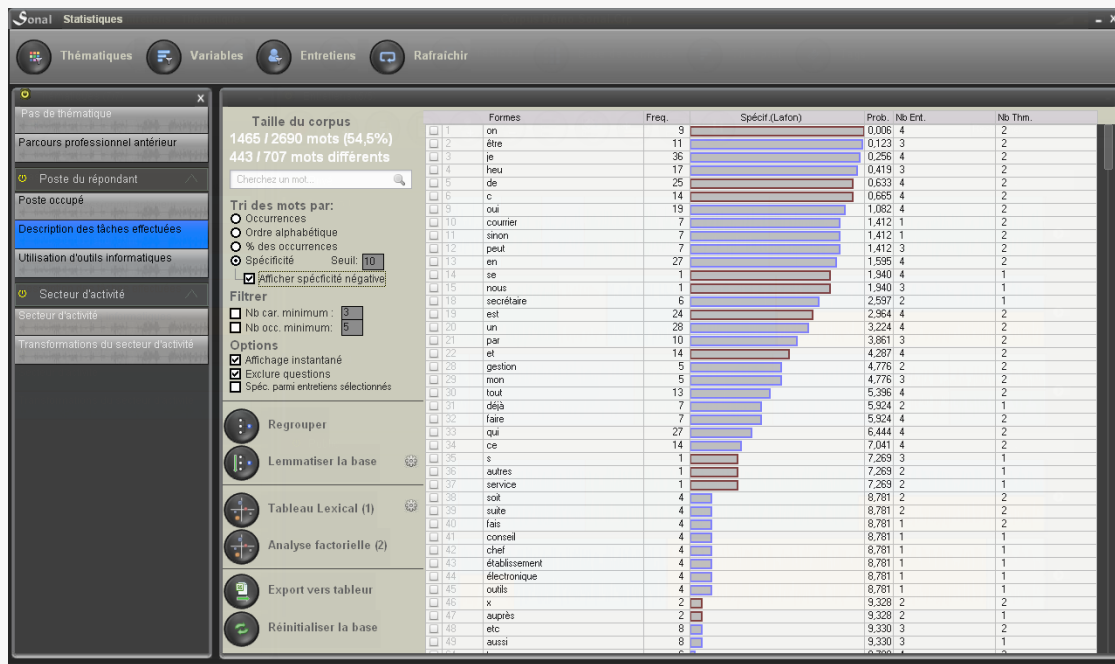 Sonal Statistiques
Thématiques Variables Entretiens Rafraîchir
x
Pas de thématique
Parcours professionnel antérieur
Poste du répondant
Poste occupé
Description des tâches effectuées
Utilisation d'outils informatiques
Secteur d'activité
Secteur d'activité
Transformations du secteur d'activité
Taille du corpus
1465 / 2690 mots (54,5%)
443 / 707 mots différents
Cherchez un mot...
Tri des mots par:
Occurrences
Ordre alphabétique
% des occurrences
Spécificité Seuil: 10
Afficher spécificité négative
Filtrer
Nb car. minimum : 3
Nb occ. minimum: 5
Options
Affichage instantané
Exclure questions
Spéc. parmi entretiens sélectionnés
Regrouper
Lemmatiser la base
Tableau Lexical (1)
Analyse factorielle (2)
Export vers tableur
Réinitialiser la base
Formes Freq. Spécif.(Lafon) Prob. Nb Ent. Nb Thm.
1 on 9 0,006 4 2
2 être 11 0,123 3 2
3 je 36 0,256 4 2
4 heu 17 0,419 3 2
5 de 25 0,633 4 2
6 c 14 0,665 4 2
9 oui 19 1,082 4 2
10 courrier 7 1,412 1 1
11 sinon 7 1,412 1 1
12 peut 7 1,412 3 2
13 en 27 1,595 4 2
14 se 1 1,940 4 1
15 nous 1 1,940 3 1
18 secrétaire 6 2,597 2 1
19 est 24 2,964 4 2
20 un 28 3,224 4 2
21 par 10 3,861 3 2
22 et 14 4,287 4 2
28 gestion 5 4,776 2 2
29 mon 5 4,776 3 2
30 tout 13 5,396 4 2
31 déjà 7 5,924 2 1
32 faire 7 5,924 4 2
33 qui 27 6,444 4 2
34 ce 14 7,041 4 2
35 s 1 7,269 3 1
36 autres 1 7,269 2 1
37 service 1 7,269 2 1
38 soit 4 8,781 2 2
39 suite 4 8,781 2 2
40 fais 4 8,781 1 2
41 conseil 4 8,781 1 1
42 chef 4 8,781 1 1
43 établissement 4 8,781 1 1
44 électronique 4 8,781 1 1
45 outils 4 8,781 1 1
46 x 2 9,328 2 2
47 auprès 2 9,328 2 1
48 etc 8 9,330 3 2
49 aussi 8 9,330 3 1